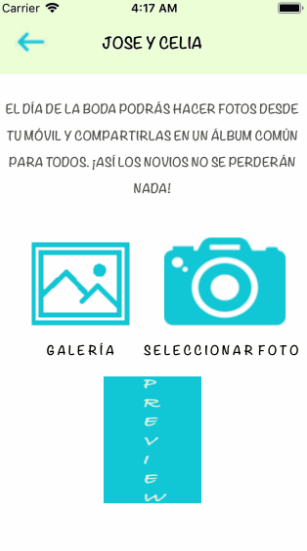 Carrier 4:17 AM
JOSE Y CELIA
EL DÍA DE LA BODA PODRÁS HACER FOTOS DESDE
TU MÓVIL Y COMPARTIRLAS EN UN ÁLBUM COMÚN
PARA TODOS. ¡ASÍ LOS NOVIOS NO SE PERDERÁN
NADA!
GALERÍA SELECCIONAR FOTO
PREVIEW